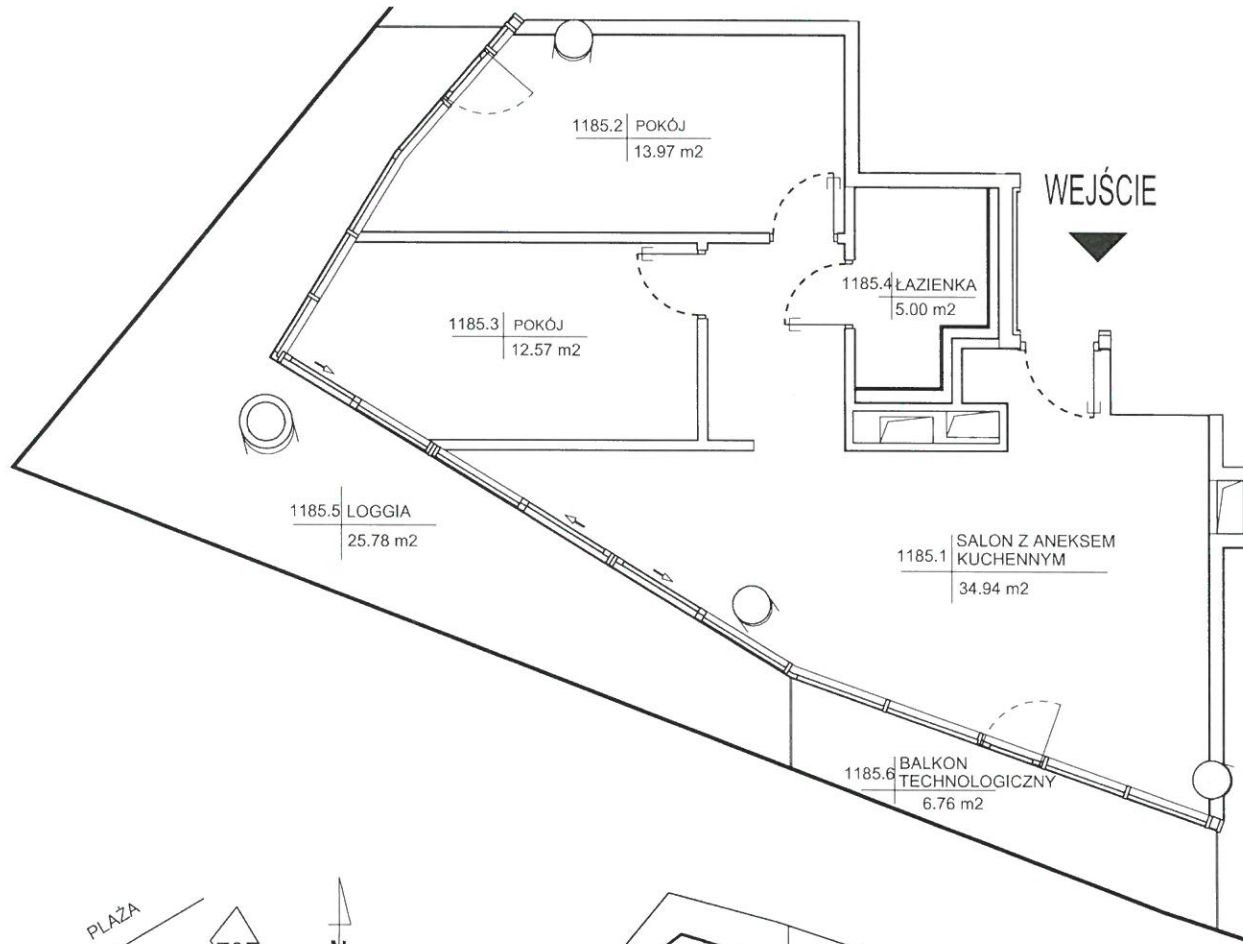 1185.2 POKÓJ
13.97 m2
WEJŚCIE
1185.4 ŁAZIENKA
5.00 m2
1185.3 POKÓJ
12.57 m2
1185.5 LOGGIA
25.78 m2
1185.1 SALON Z ANEKSEM
KUCHENNYM
34.94 m2
1185.6 BALKON
TECHNOLOGICZNY
6.76 m2
PLAŻA
N